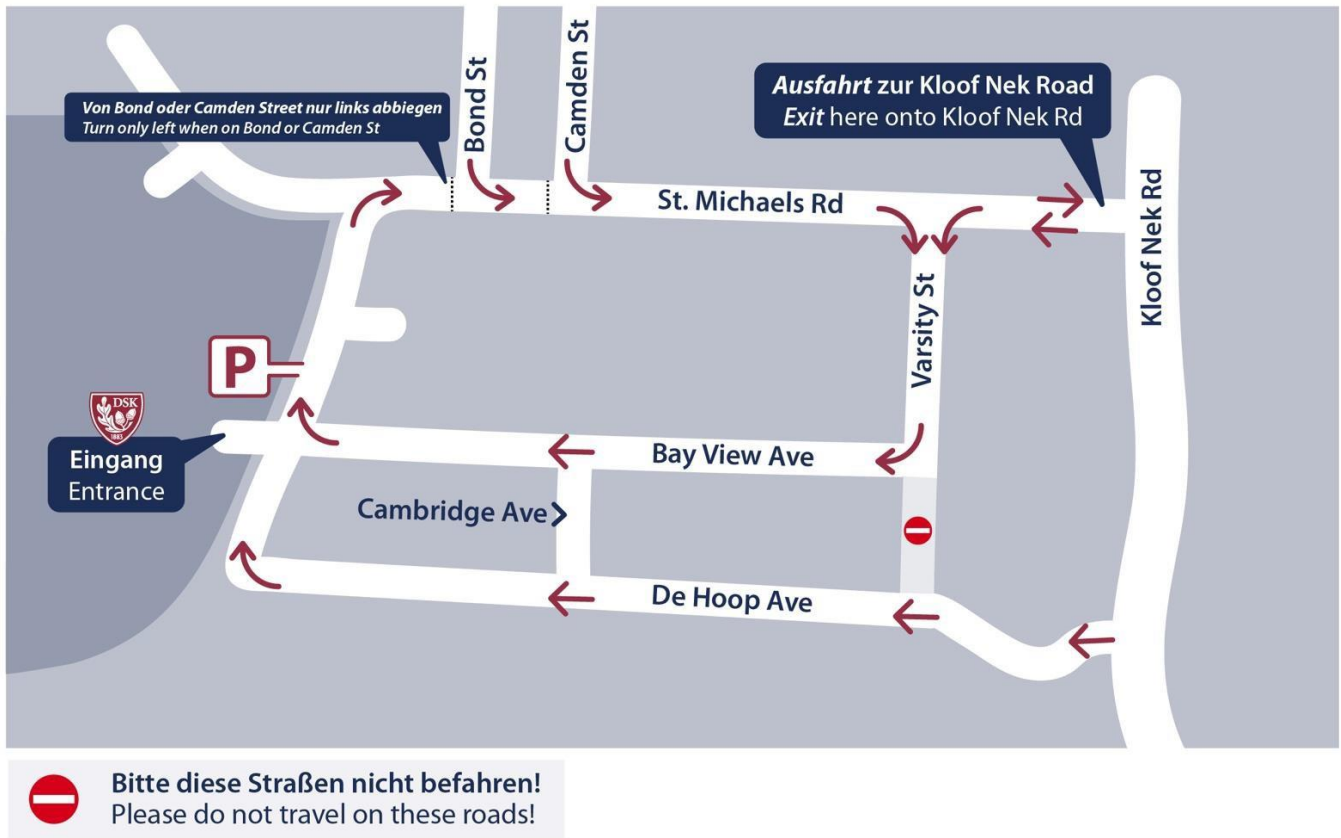 Bond St
Camden St
Von Bond oder Camden Street nur links abbiegen
Turn only left when on Bond or Camden St
Ausfahrt zur Kloof Nek Road
Exit here onto Kloof Nek Rd
St. Michaels Rd
Kloof Nek Rd
Varsity St
P
DSK
1883
Eingang
Entrance
Bay View Ave
Cambridge Ave
De Hoop Ave
Bitte diese Straßen nicht befahren!
Please do not travel on these roads!